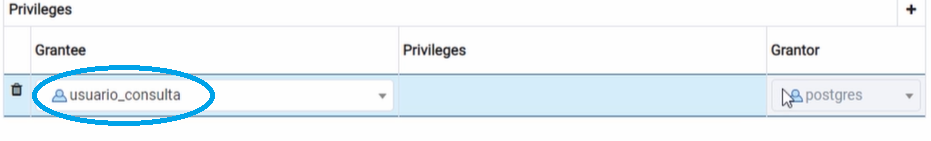 Privileges +
Grantee Privileges Grantor
usuario_consulta postgres